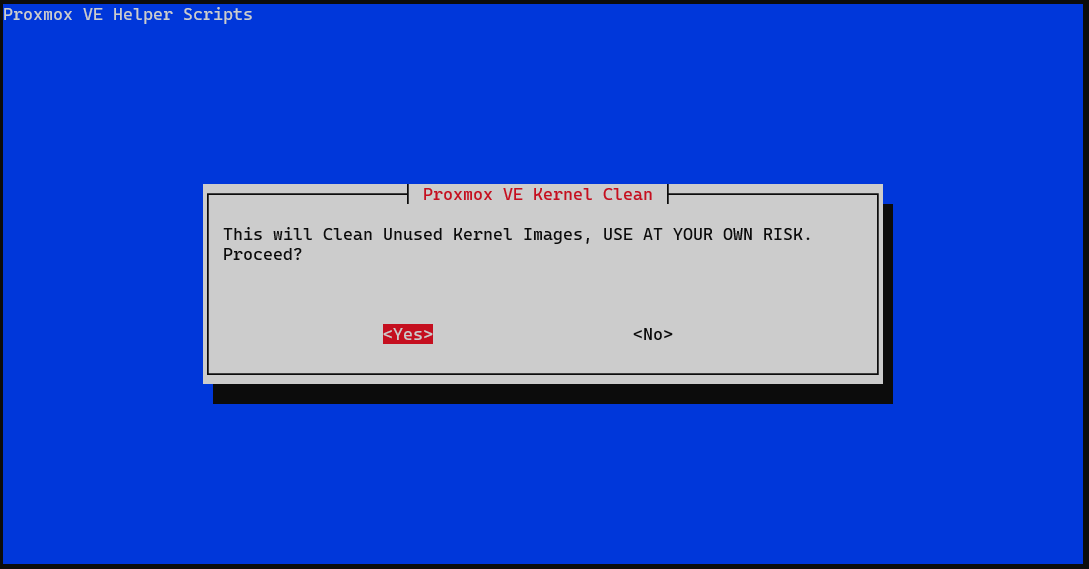 Proxmox VE Helper Scripts
Proxmox VE Kernel Clean
This will Clean Unused Kernel Images, USE AT YOUR OWN RISK.
Proceed?
<Yes> <No>